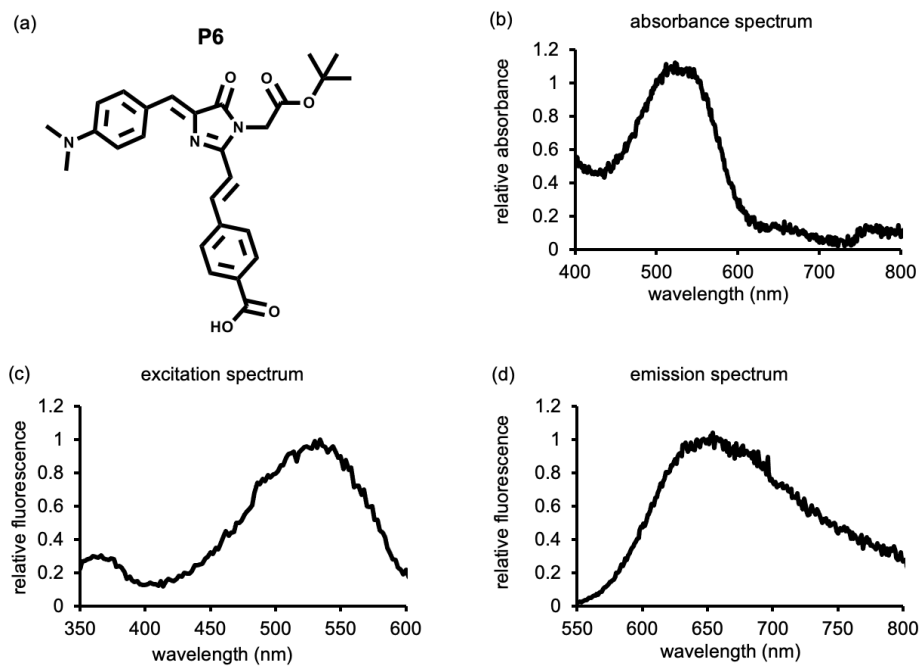 (a)
P6
O
O
O
N
N
N
O
HO
(b)
absorbance spectrum
relative absorbance
1.2
1
0.8
0.6
0.4
0.2
0
400 500 600 700 800
wavelength (nm)
(c)
excitation spectrum
relative fluorescence
1.2
1
0.8
0.6
0.4
0.2
0
350 400 450 500 550 600
wavelength (nm)
(d)
emission spectrum
relative fluorescence
1.2
1
0.8
0.6
0.4
0.2
0
550 600 650 700 750 800
wavelength (nm)